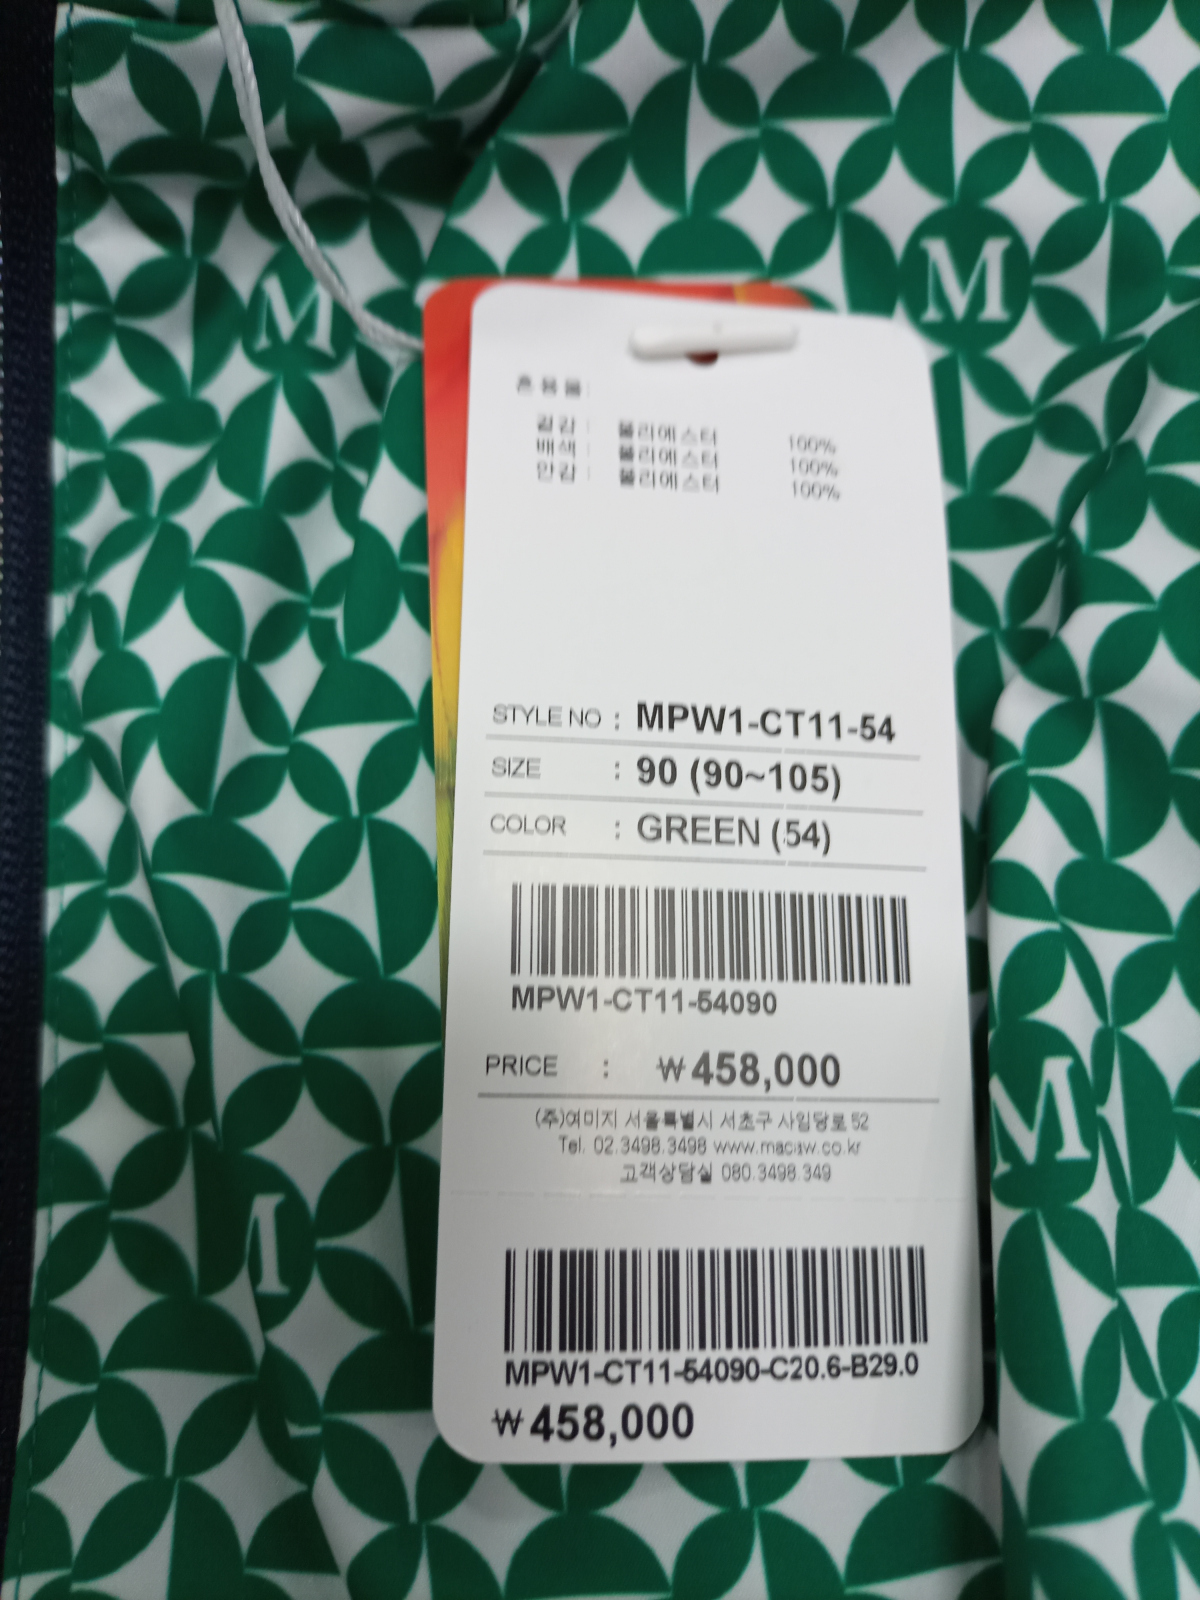 M
M
혼 용 율 :
겉감 : 폴리에스터 100%
배색 : 폴리에스터 100%
안감 : 폴리에스터 100%
STYLE NO : MPW1-CT11-54
SIZE : 90 (90~105)
COLOR : GREEN (54)
MPW1-CT11-54090
PRICE : ₩458,000
(주)여미지 서울특별시 서초구 사임당로 52
Tel. 02.3498.3498 www.macaw.co.kr
고객상담실 080.3498.349
M
MPW1-CT11-54090-C20.6-B29.0
₩458,000